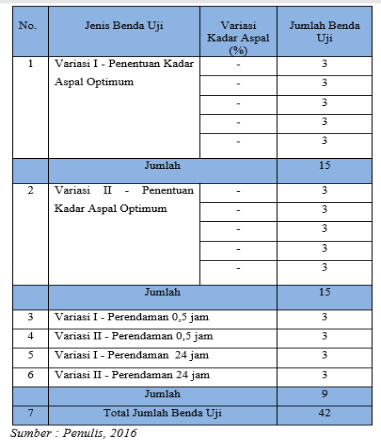 No. Jenis Benda Uji Variasi Jumlah Benda
Kadar Aspal Uji
(%)
1 Variasi I - Penentuan Kadar - 3
Aspal Optimum - 3
- 3
- 3
- 3
Jumlah 15
2 Variasi II - Penentuan - 3
Kadar Aspal Optimum - 3
- 3
- 3
- 3
Jumlah 15
3 Variasi I - Perendaman 0,5 jam 3
4 Variasi II - Perendaman 0,5 jam 3
5 Variasi I - Perendaman 24 jam 3
6 Variasi II - Perendaman 24 jam 3
Jumlah 9
7 Total Jumlah Benda Uji 42
Sumber : Penulis, 2016